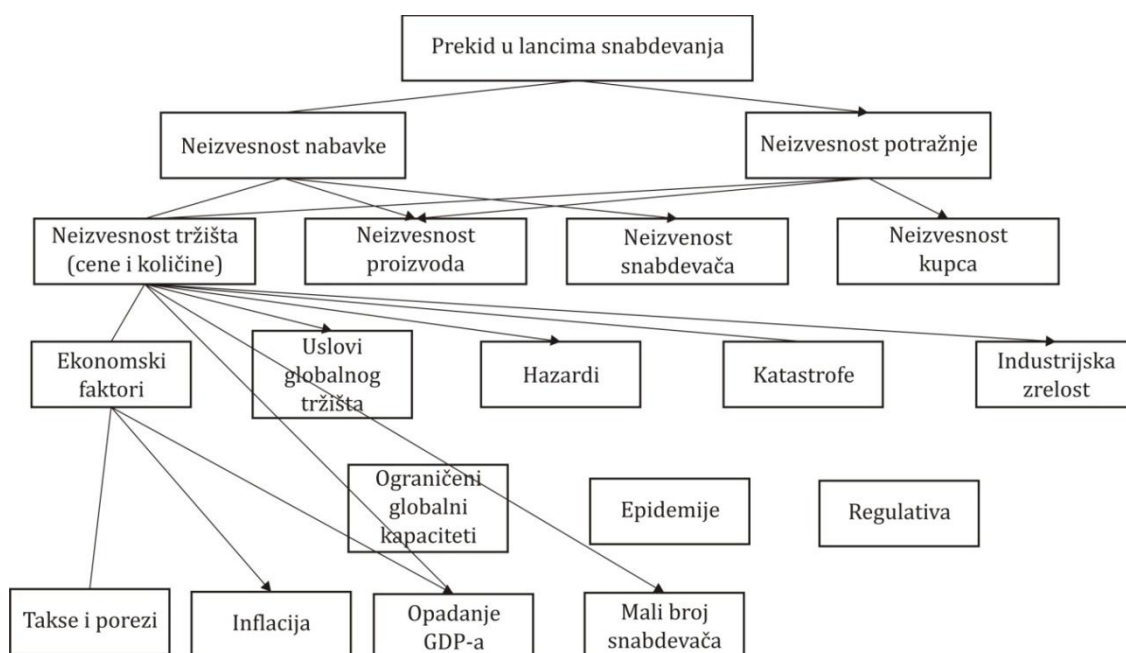 Prekid u lancima snabdevanja
Neizvesnost nabavke
Neizvesnost potražnje
Neizvesnost tržišta
(cene i količine)
Neizvesnost
proizvoda
Neizvenost
snabdevača
Neizvesnost
kupca
Ekonomski
faktori
Uslovi
globalnog
tržišta
Hazardi
Katastrofe
Industrijska
zrelost
Ograničeni
globalni
kapaciteti
Epidemije
Regulativa
Takse i porezi
Inflacija
Opadanje
GDP-a
Mali broj
snabdevača